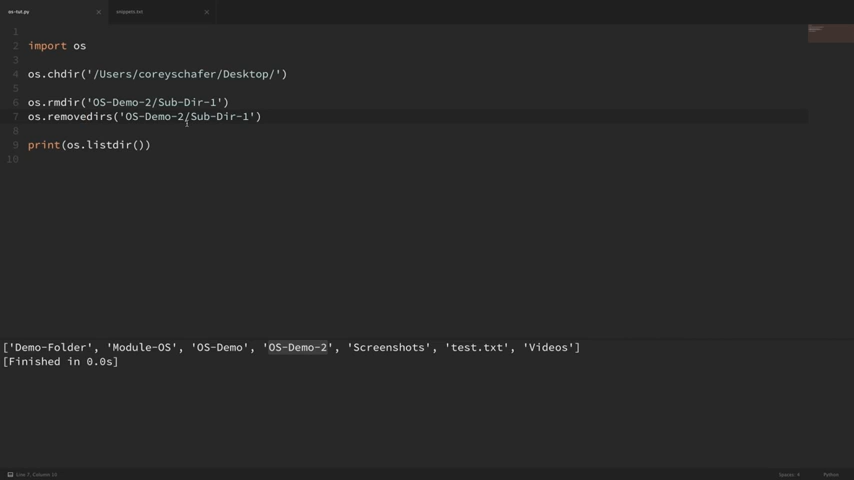 os-tut.py × snippets.txt ×
1
2 import os
3
4 os.chdir('/Users/coreyschafer/Desktop/')
5
6 os.rmdir('OS-Demo-2/Sub-Dir-1')
7 os.removedirs('OS-Demo-2/Sub-Dir-1')
8
9 print(os.listdir())
10
['Demo-Folder', 'Module-OS', 'OS-Demo', 'OS-Demo-2', 'Screenshots', 'test.txt', 'Videos']
[Finished in 0.0s]
Line 7, Column 10 Spaces: 4 Python